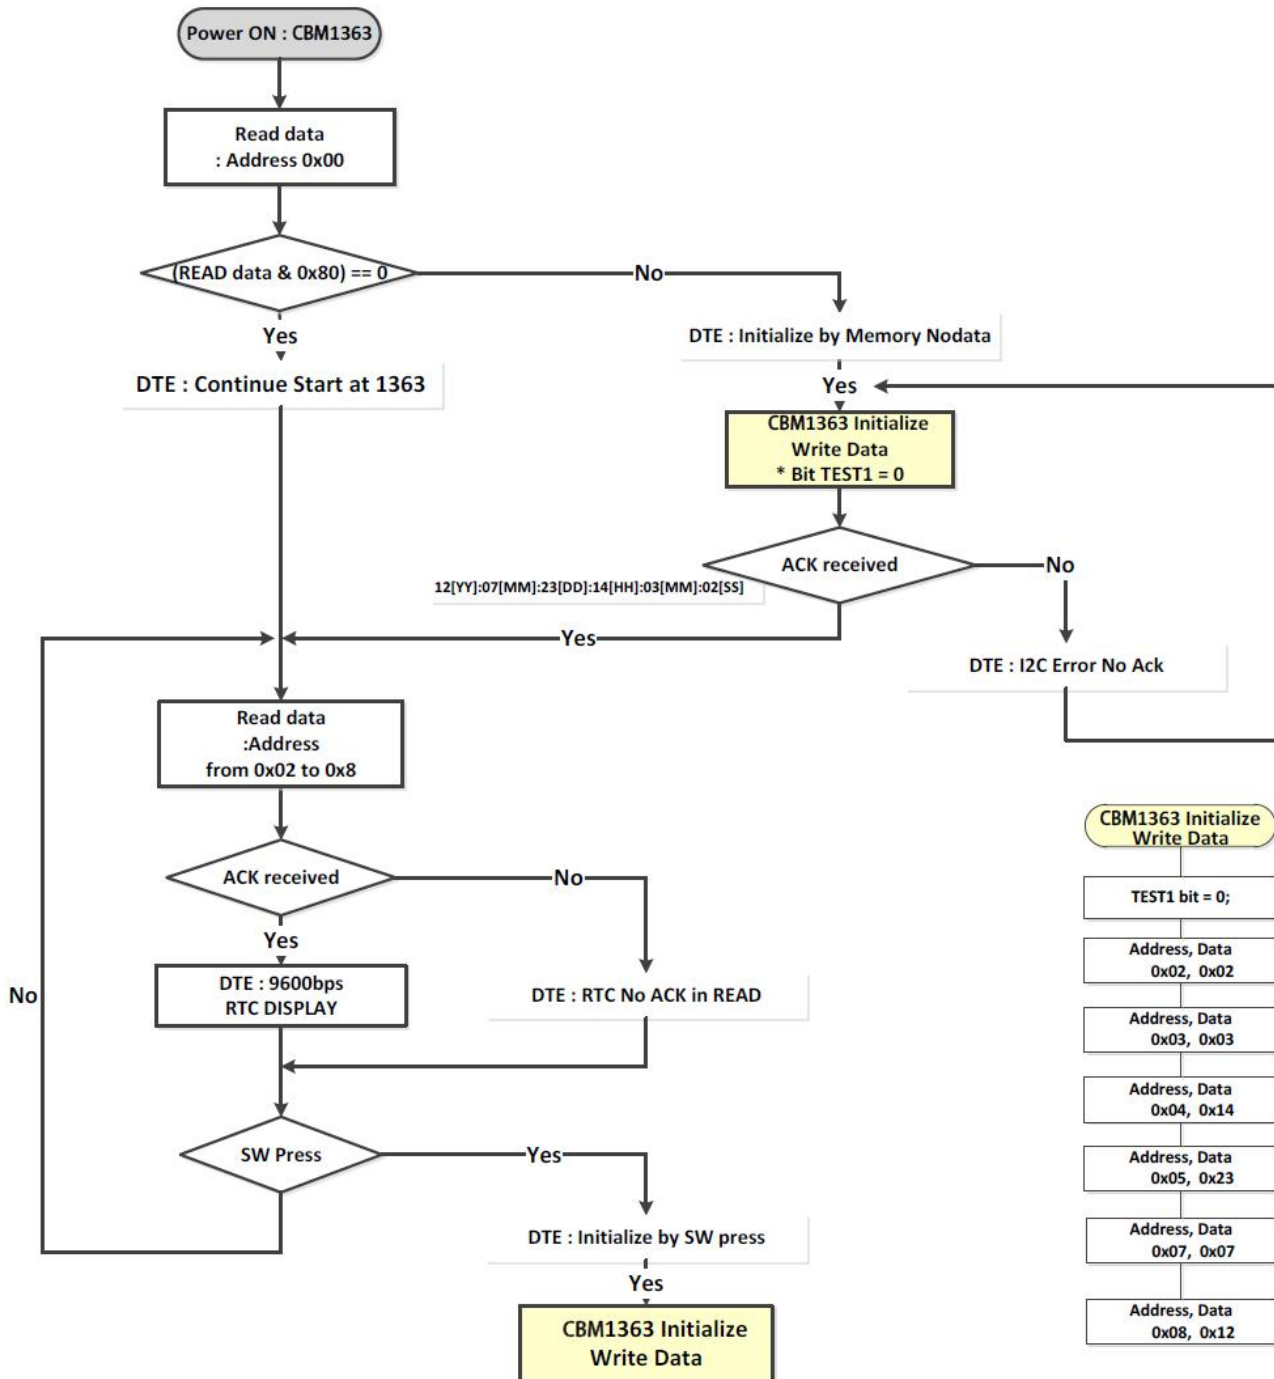 Power ON : CBM1363
Read data
: Address 0x00
(READ data & 0x80) == 0
No
Yes
DTE : Initialize by Memory Nodata
DTE : Continue Start at 1363
Yes
CBM1363 Initialize
Write Data
* Bit TEST1 = 0
ACK received
No
12[YY]:07[MM]:23[DD]:14[HH]:03[MM]:02[SS]
Yes
DTE : I2C Error No Ack
Read data
:Address
from 0x02 to 0x8
ACK received
No
Yes
DTE : 9600bps
RTC DISPLAY
DTE : RTC No ACK in READ
No
SW Press
Yes
DTE : Initialize by SW press
Yes
CBM1363 Initialize
Write Data
CBM1363 Initialize
Write Data
TEST1 bit = 0;
Address, Data
0x02, 0x02
Address, Data
0x03, 0x03
Address, Data
0x04, 0x14
Address, Data
0x05, 0x23
Address, Data
0x07, 0x07
Address, Data
0x08, 0x12